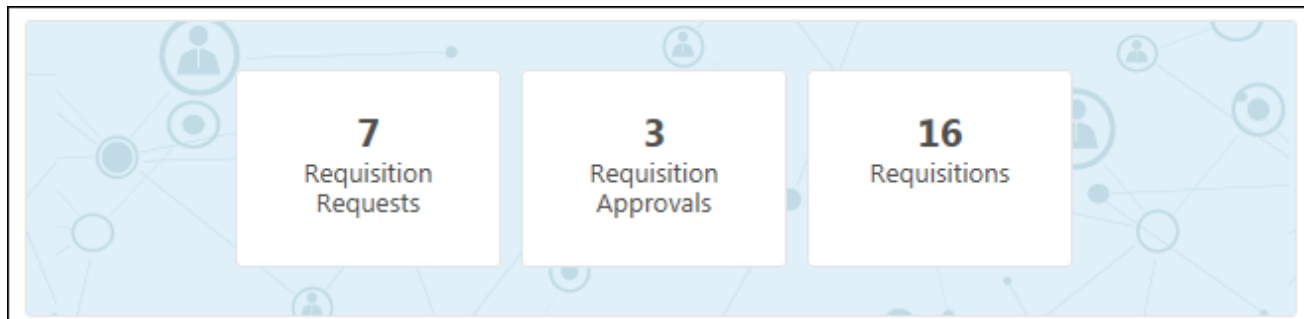 7
Requisition
Requests
3
Requisition
Approvals
16
Requisitions